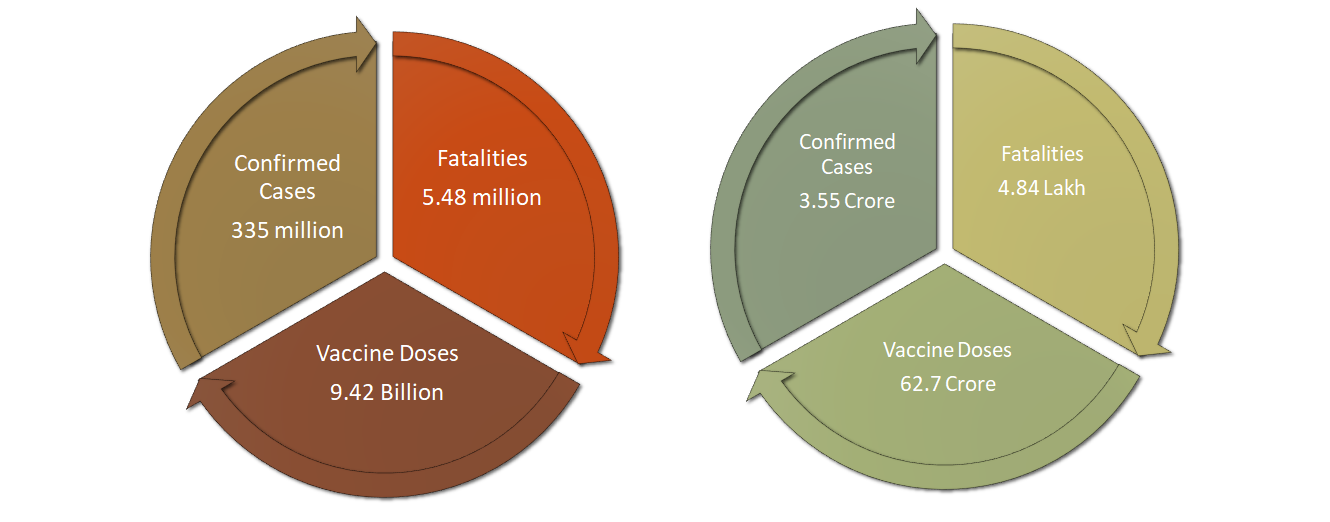 Confirmed
Cases
335 million
Fatalities
5.48 million
Vaccine Doses
9.42 Billion
Confirmed
Cases
3.55 Crore
Fatalities
4.84 Lakh
Vaccine Doses
62.7 Crore